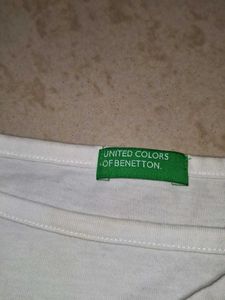 UNITED COLORS
OF BENETTON.